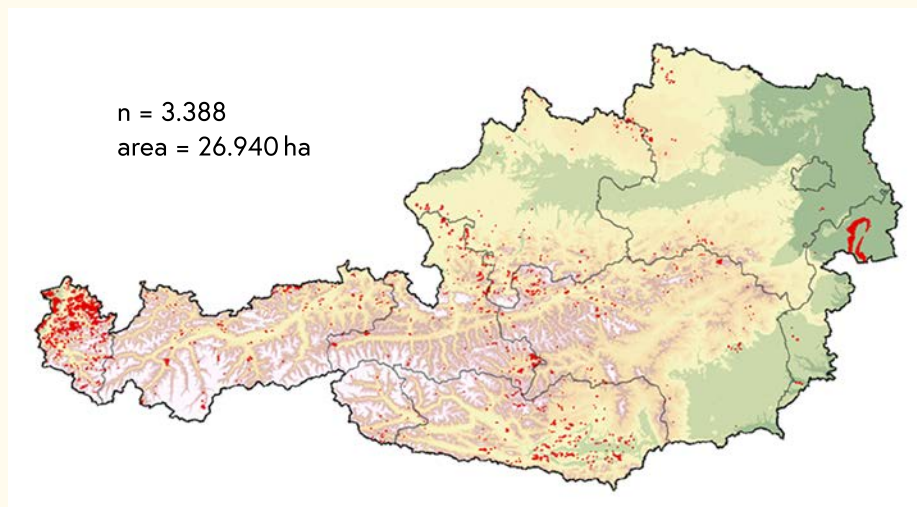 n = 3.388
area = 26.940 ha